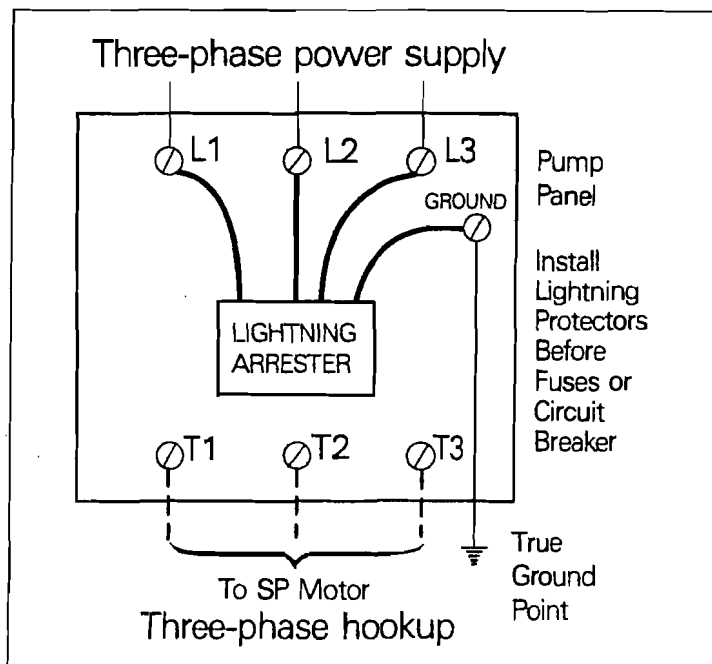 Three-phase power supply
L1 L2 L3
Pump
Panel
GROUND
Install
Lightning
Protectors
Before
Fuses or
Circuit
Breaker
LIGHTNING
ARRESTER
T1 T2 T3
True
Ground
Point
To SP Motor
Three-phase hookup